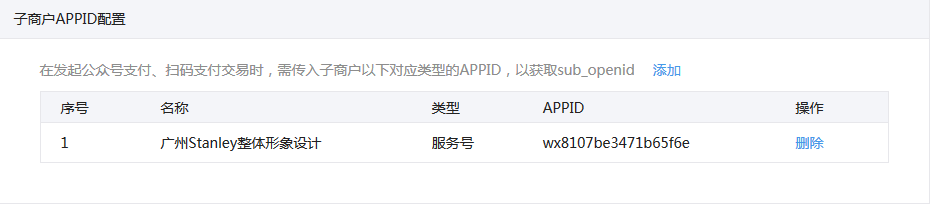 子商户APPID配置
在发起公众号支付、扫码支付交易时，需传入子商户以下对应类型的APPID，以获取sub_openid 添加
序号 名称 类型 APPID 操作
1 广州Stanley整体形象设计 服务号 wx8107be3471b65f6e 删除